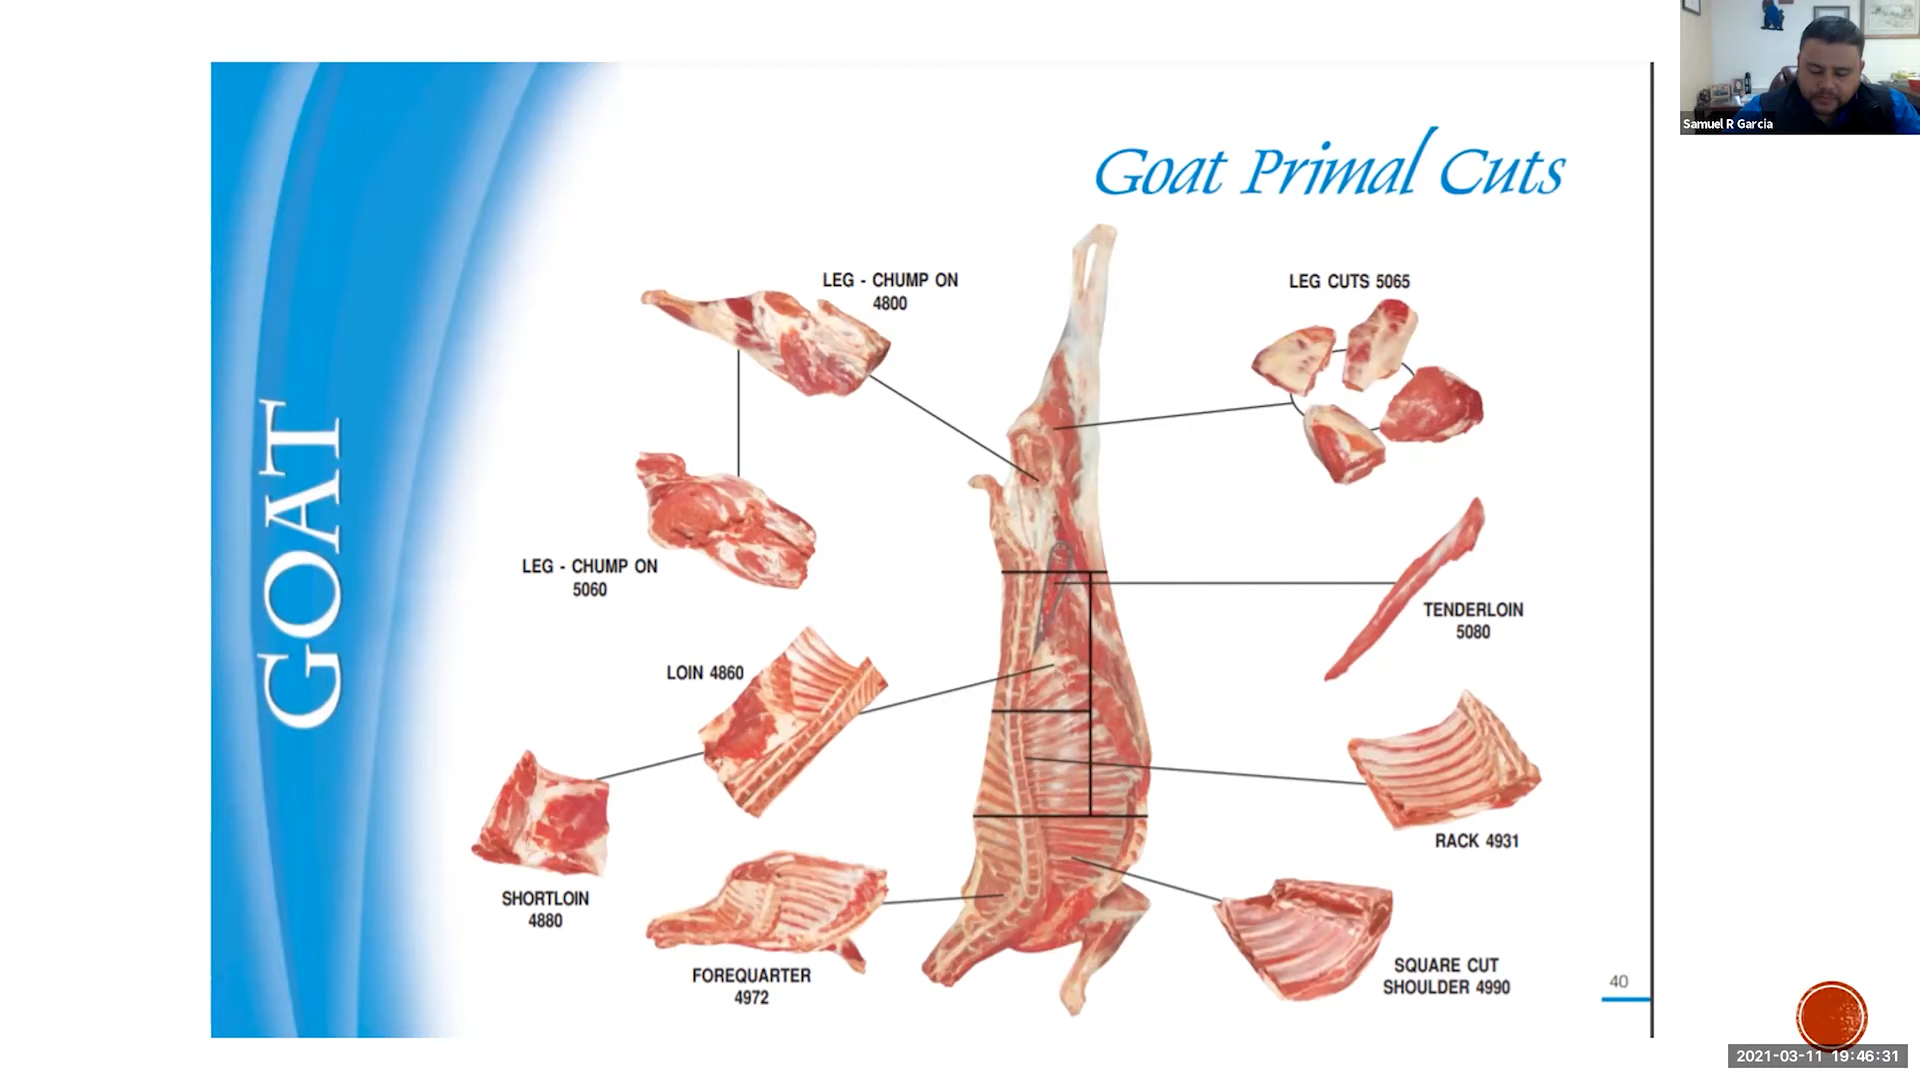 Samuel R Garcia
Goat Primal Cuts
GOAT
LEG - CHUMP ON
4800
LEG CUTS 5065
LEG - CHUMP ON
5060
TENDERLOIN
5080
LOIN 4860
RACK 4931
SHORTLOIN
4880
FOREQUARTER
4972
SQUARE CUT
SHOULDER 4990
40
2021-03-11 19:46:31